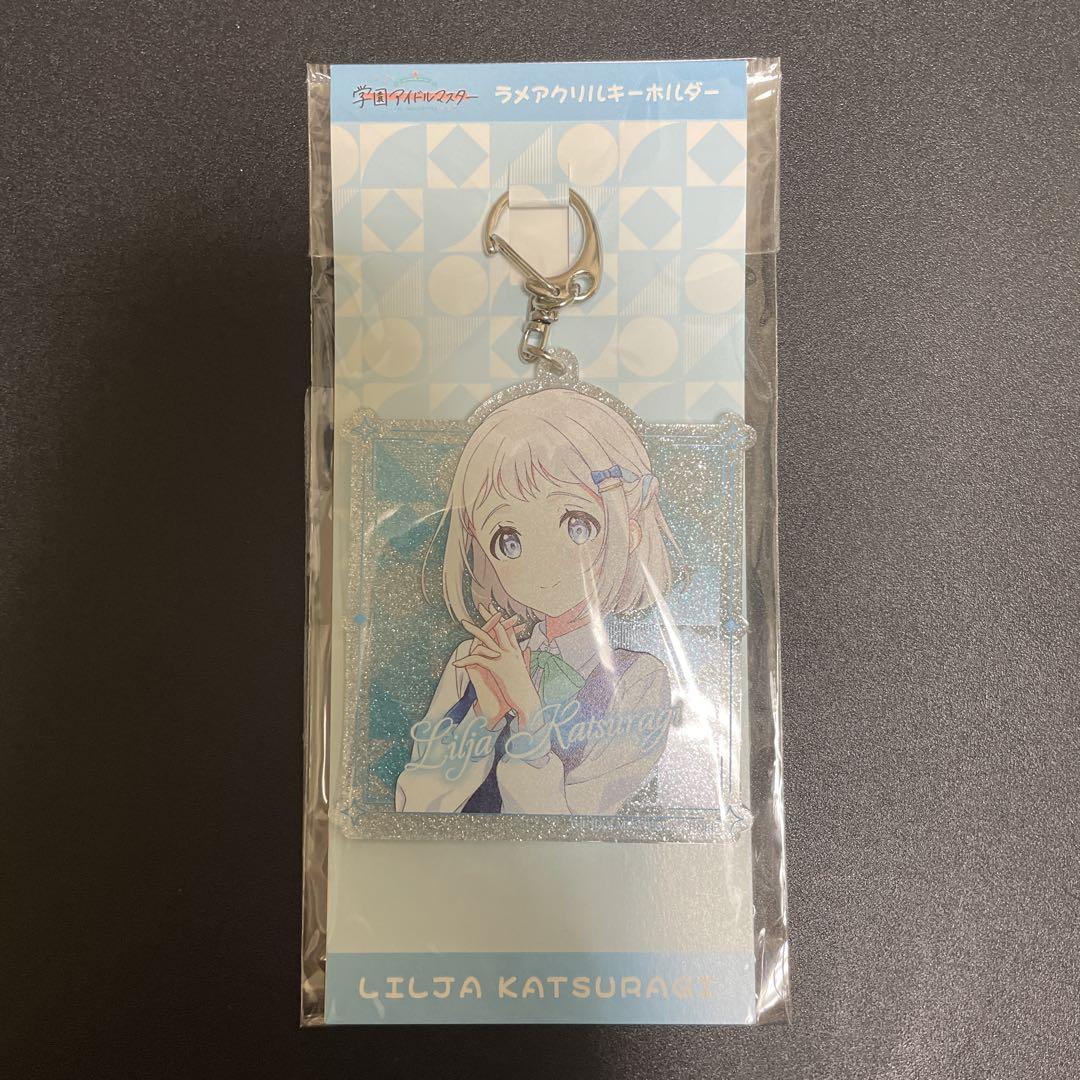 学園アイドルマスター ラメアクリルキーホルダー
Lilja Katsuragi
LILJA KATSURAGI